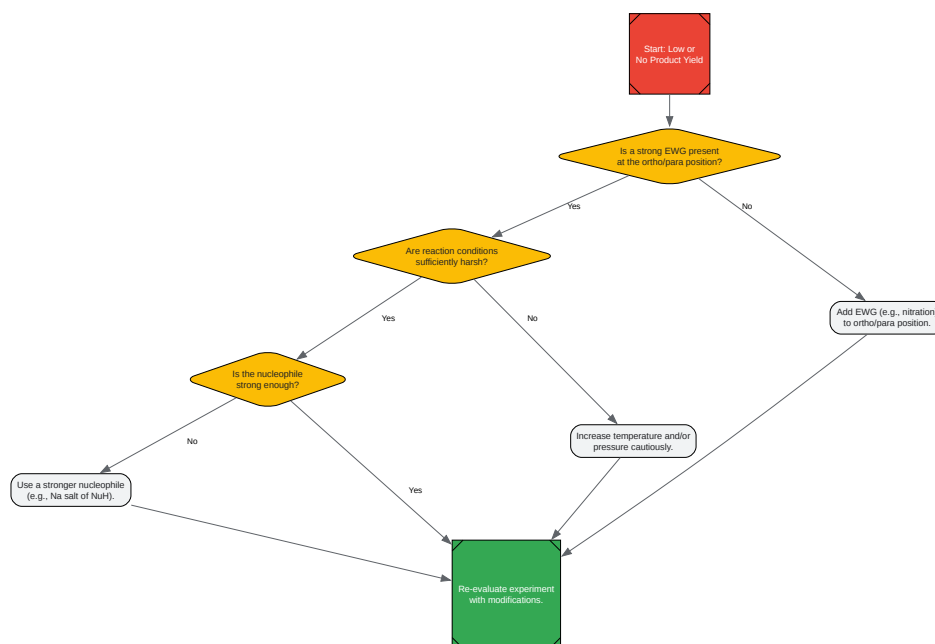 Start: Low or
No Product Yield
Is a strong EWG present
at the ortho/para position?
Yes
No
Are reaction conditions
sufficiently harsh?
Add EWG (e.g., nitration)
to ortho/para position.
Yes
No
Is the nucleophile
strong enough?
Increase temperature and/or
pressure cautiously.
No
Yes
Use a stronger nucleophile
(e.g., Na salt of NuH).
Re-evaluate experiment
with modifications.